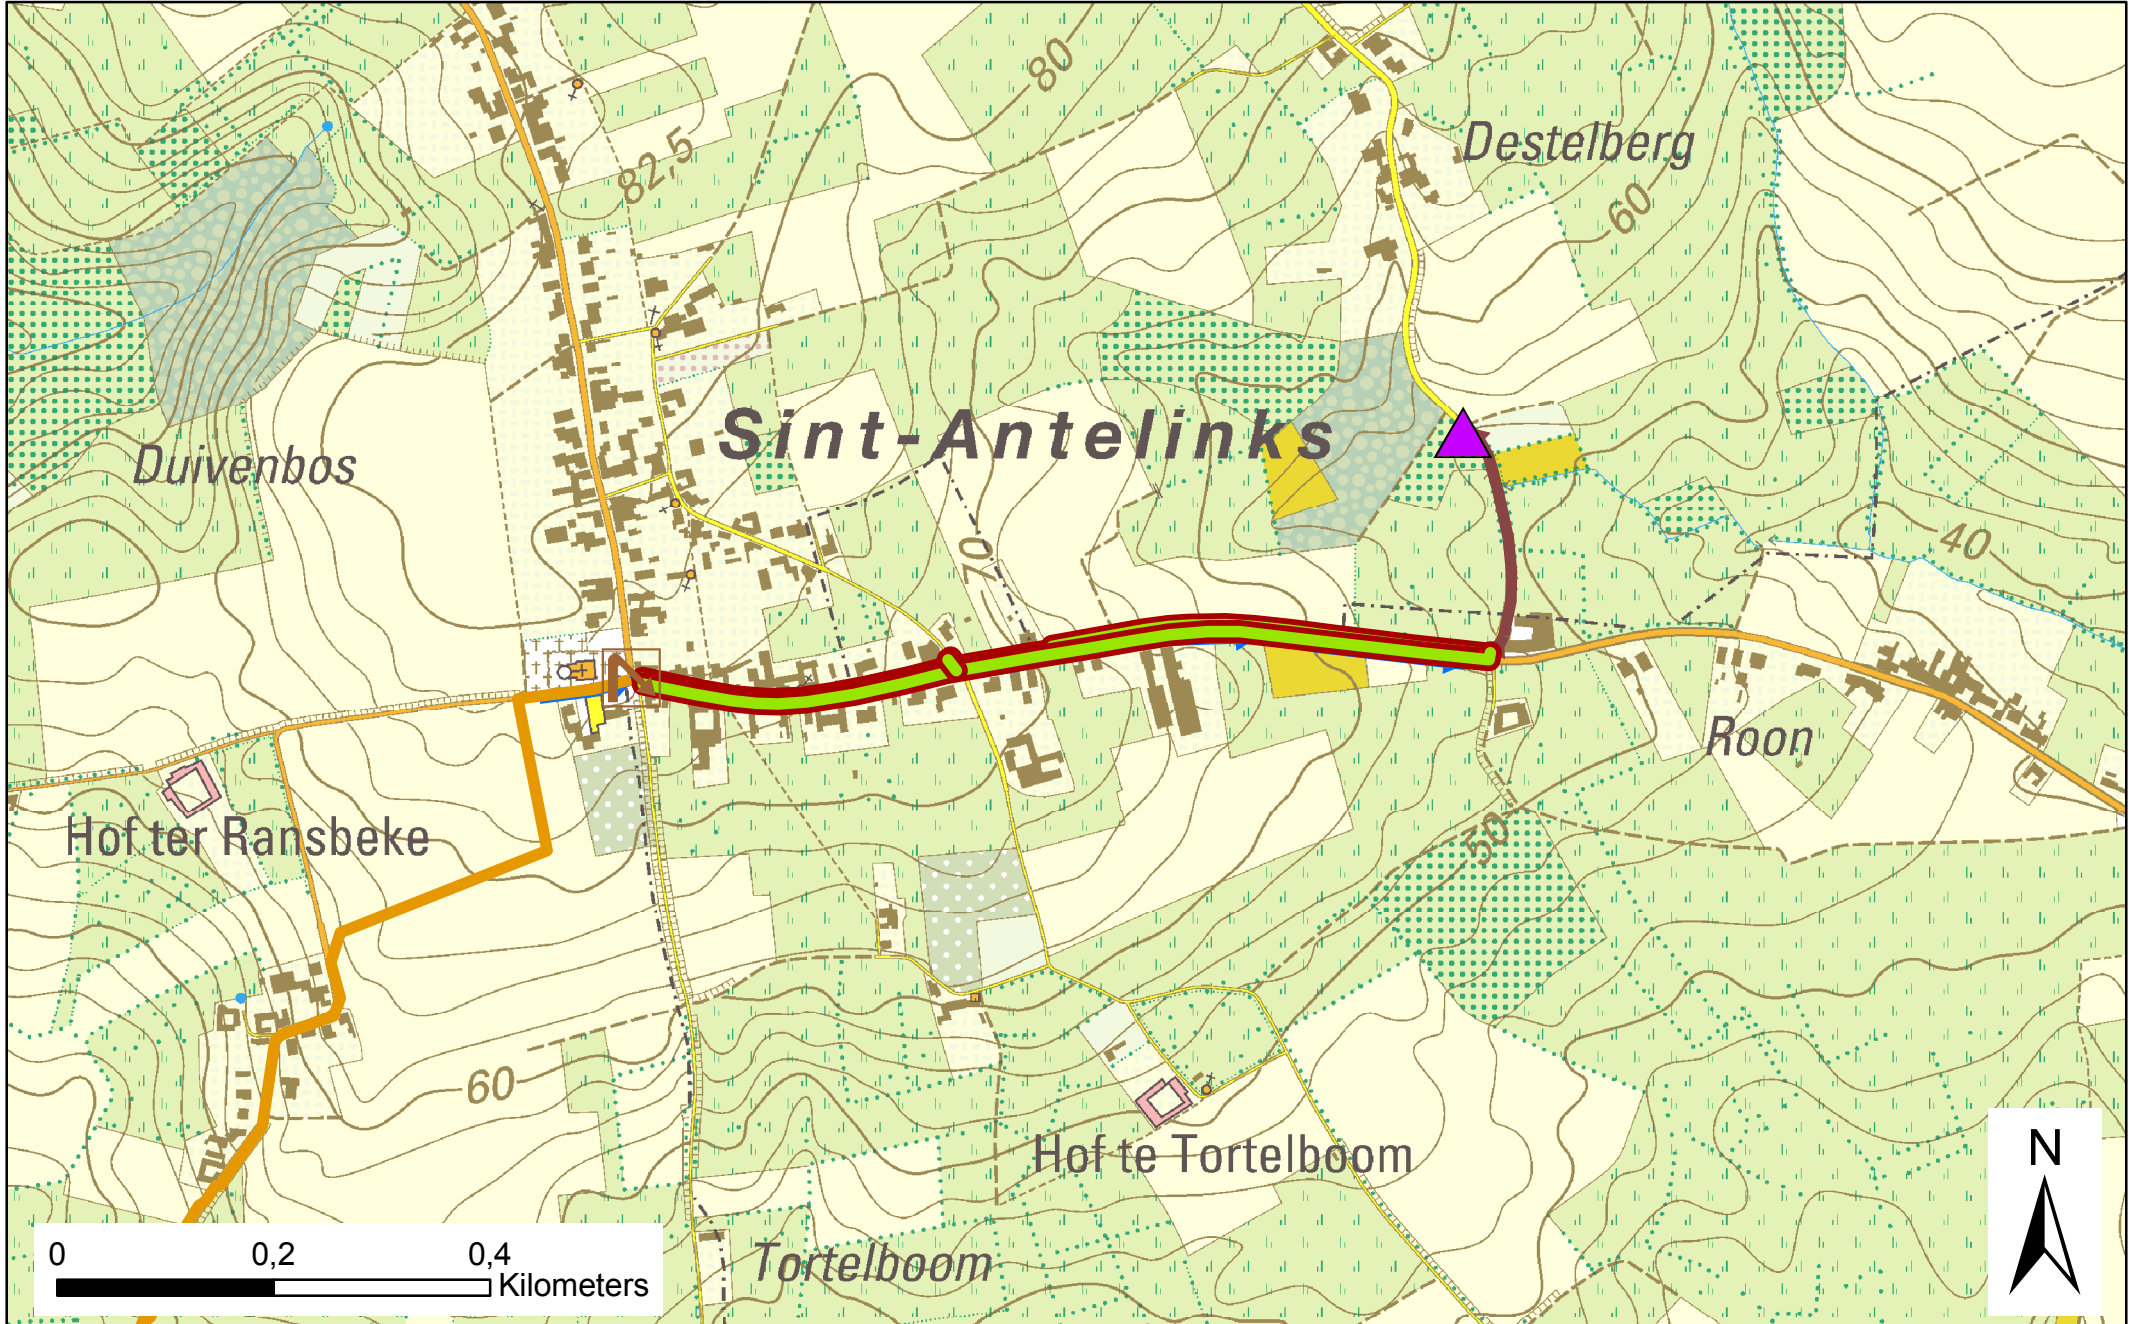 80
Destelberg
82,5
60
Sint-Antelinks
Duivenbos
70
40
Roon
Hof ter Ransbeke
50
60
Hof te Tortelboom
N
Tortelboom
0 0,2 0,4
Kilometers